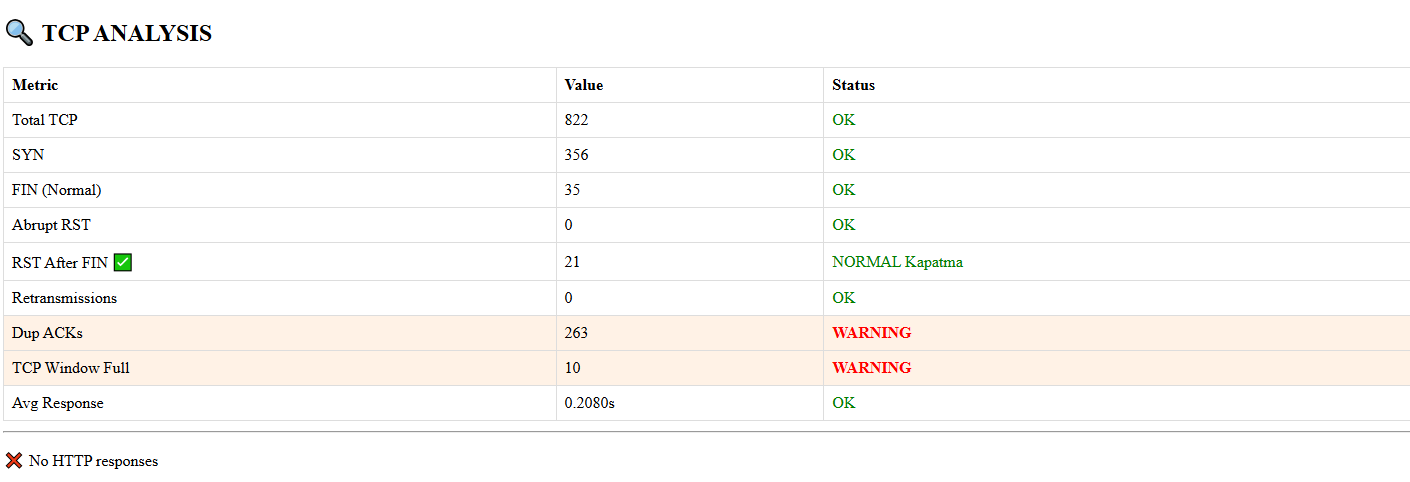 TCP ANALYSIS
Metric Value Status
Total TCP 822 OK
SYN 356 OK
FIN (Normal) 35 OK
Abrupt RST 0 OK
RST After FIN ✅ 21 NORMAL Kapatma
Retransmissions 0 OK
Dup ACKs 263 WARNING
TCP Window Full 10 WARNING
Avg Response 0.2080s OK
❌ No HTTP responses